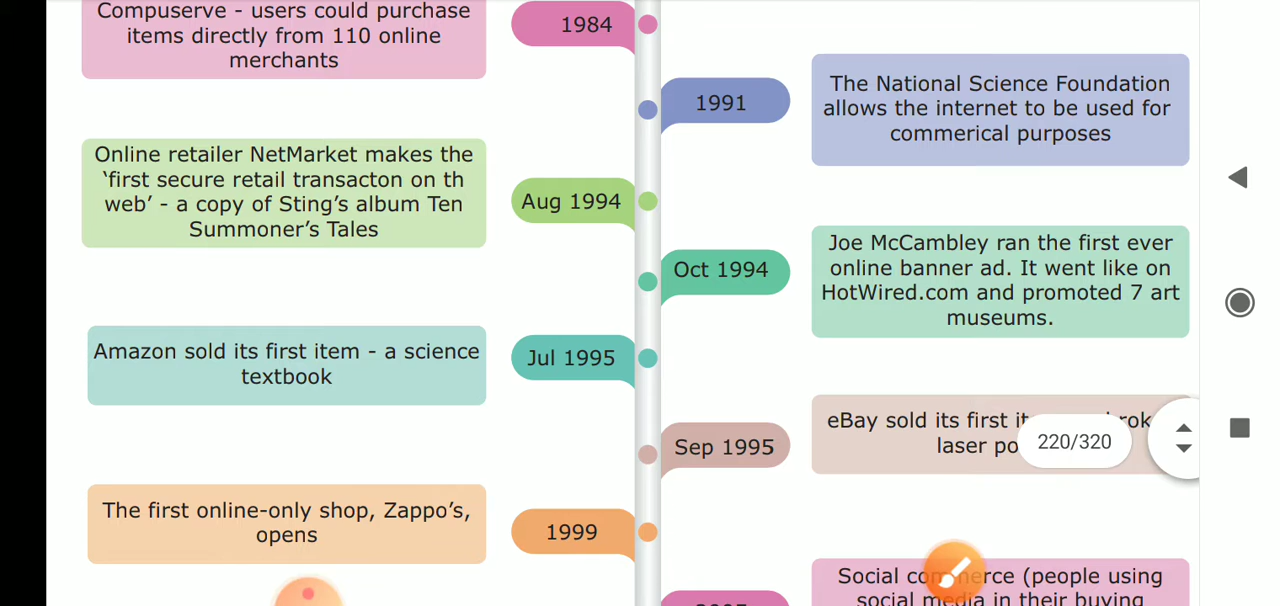 Compuserve - users could purchase
items directly from 110 online
merchants
1984
1991
The National Science Foundation
allows the internet to be used for
commerical purposes
Online retailer NetMarket makes the
‘first secure retail transacton on th
web’ - a copy of Sting’s album Ten
Summoner’s Tales
Aug 1994
Oct 1994
Joe McCambley ran the first ever
online banner ad. It went like on
HotWired.com and promoted 7 art
museums.
Amazon sold its first item - a science
textbook
Jul 1995
Sep 1995
eBay sold its first
laser
220/320
The first online-only shop, Zappo’s,
opens
1999
Social (people using
social media in their buying